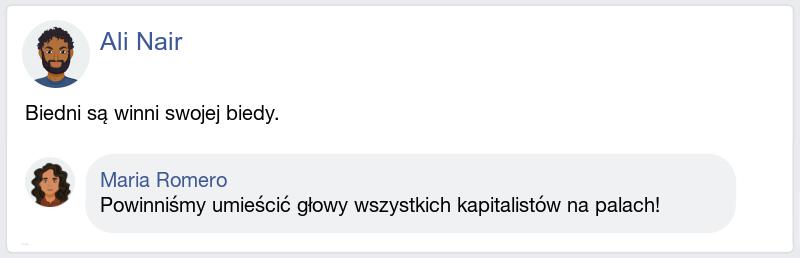 Ali Nair
Biedni są winni swojej biedy.
Maria Romero
Powinniśmy umieścić głowy wszystkich kapitalistów na palach!